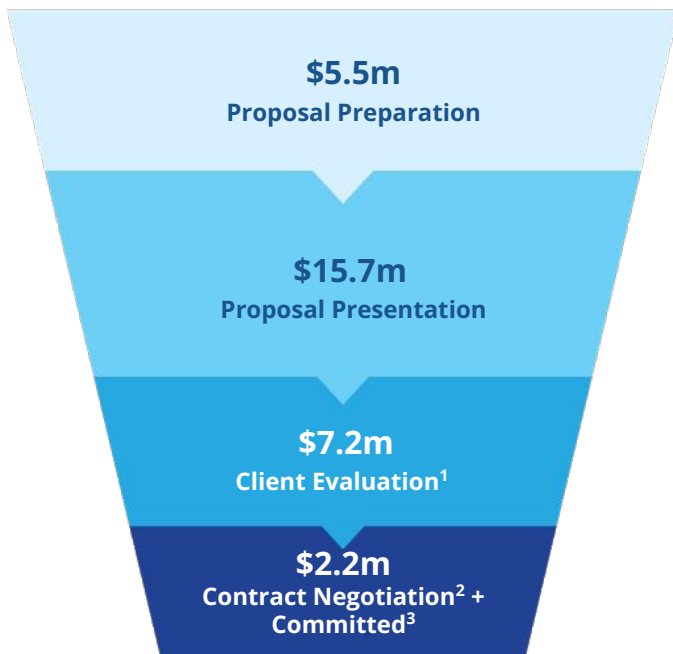 $5.5m
Proposal Preparation
$15.7m
Proposal Presentation
$7.2m
Client Evaluation¹
$2.2m
Contract Negotiation² +
Committed³